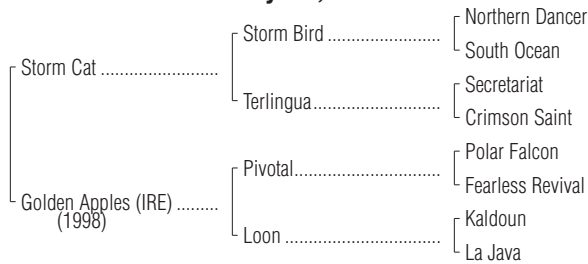 Northern Dancer
Storm Bird ........................
South Ocean
Storm Cat .........................
Secretariat
Terlingua...........................
Crimson Saint
Polar Falcon
Pivotal...............................
Fearless Revival
Golden Apples (IRE) .........
(1998)
Kaldoun
Loon .................................
La Java